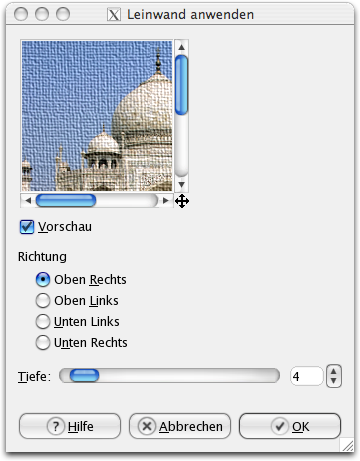 Leinwand anwenden
Vorschau
Richtung
Oben Rechts
Oben Links
Unten Links
Unten Rechts
Tiefe: 4
Hilfe Abbrechen OK